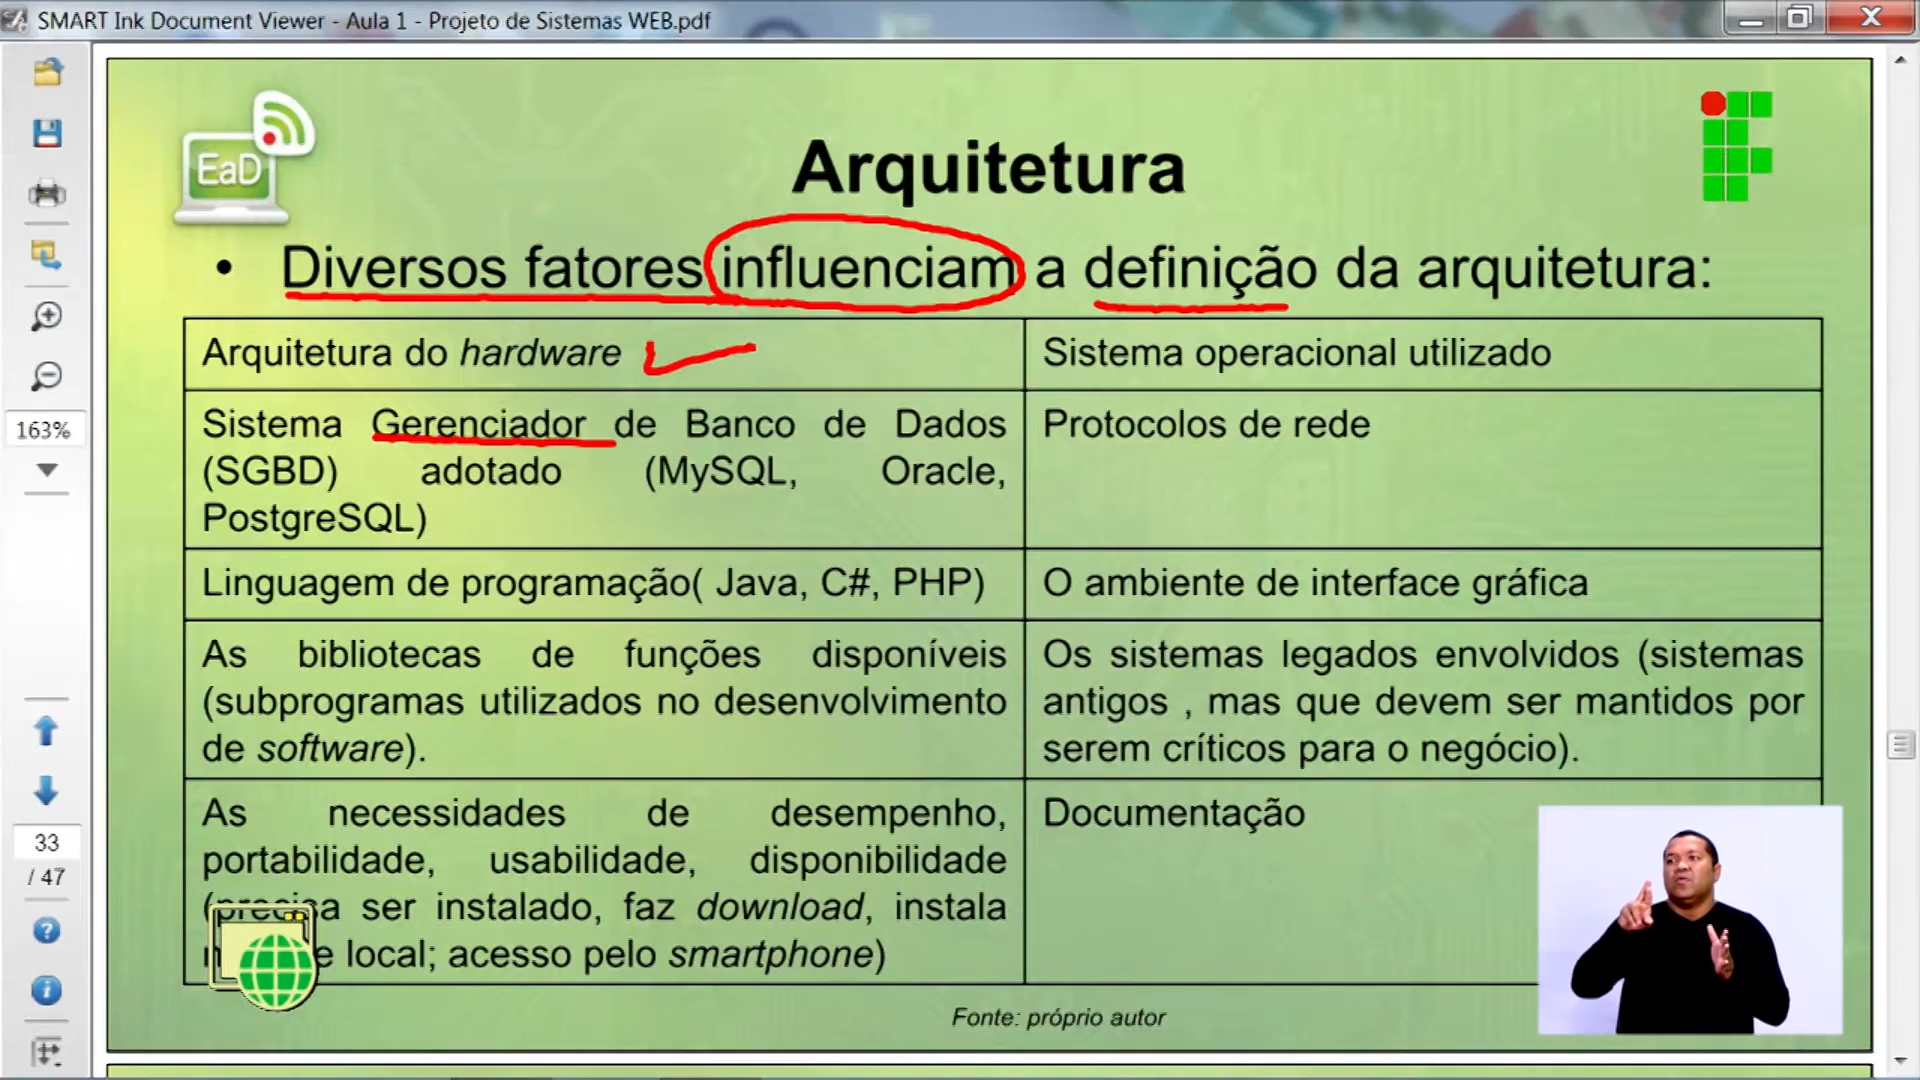 SMART Ink Document Viewer - Aula 1 - Projeto de Sistemas WEB.pdf
EaD
Arquitetura
• Diversos fatores influenciam a definição da arquitetura:
Arquitetura do hardware
Sistema operacional utilizado
Sistema Gerenciador de Banco de Dados
(SGBD) adotado (MySQL, Oracle,
PostgreSQL)
Protocolos de rede
Linguagem de programação( Java, C#, PHP)
O ambiente de interface gráfica
As bibliotecas de funções disponíveis
(subprogramas utilizados no desenvolvimento
de software).
Os sistemas legados envolvidos (sistemas
antigos , mas que devem ser mantidos por
serem críticos para o negócio).
As necessidades de desempenho,
portabilidade, usabilidade, disponibilidade
(precisa ser instalado, faz download, instala
local; acesso pelo smartphone)
Documentação
Fonte: próprio autor
163%
33
/ 47